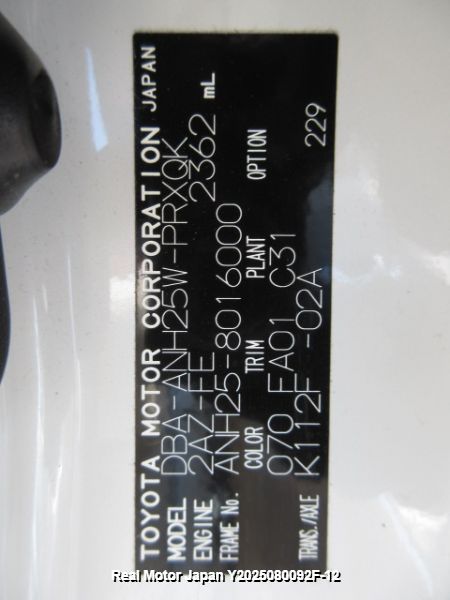 TOYOTA MOTOR CORPORATION JAPAN
MODEL DBA-ANH25W-PRXQK
ENGINE 2AZ-FE 2362 mL
FRAME No. ANH25-8016000
COLOR TRIM PLANT OPTION
070 FA01 C31
TRANS./AXLE K112F -02A 229
Real Motor Japan Y2025080092F-12